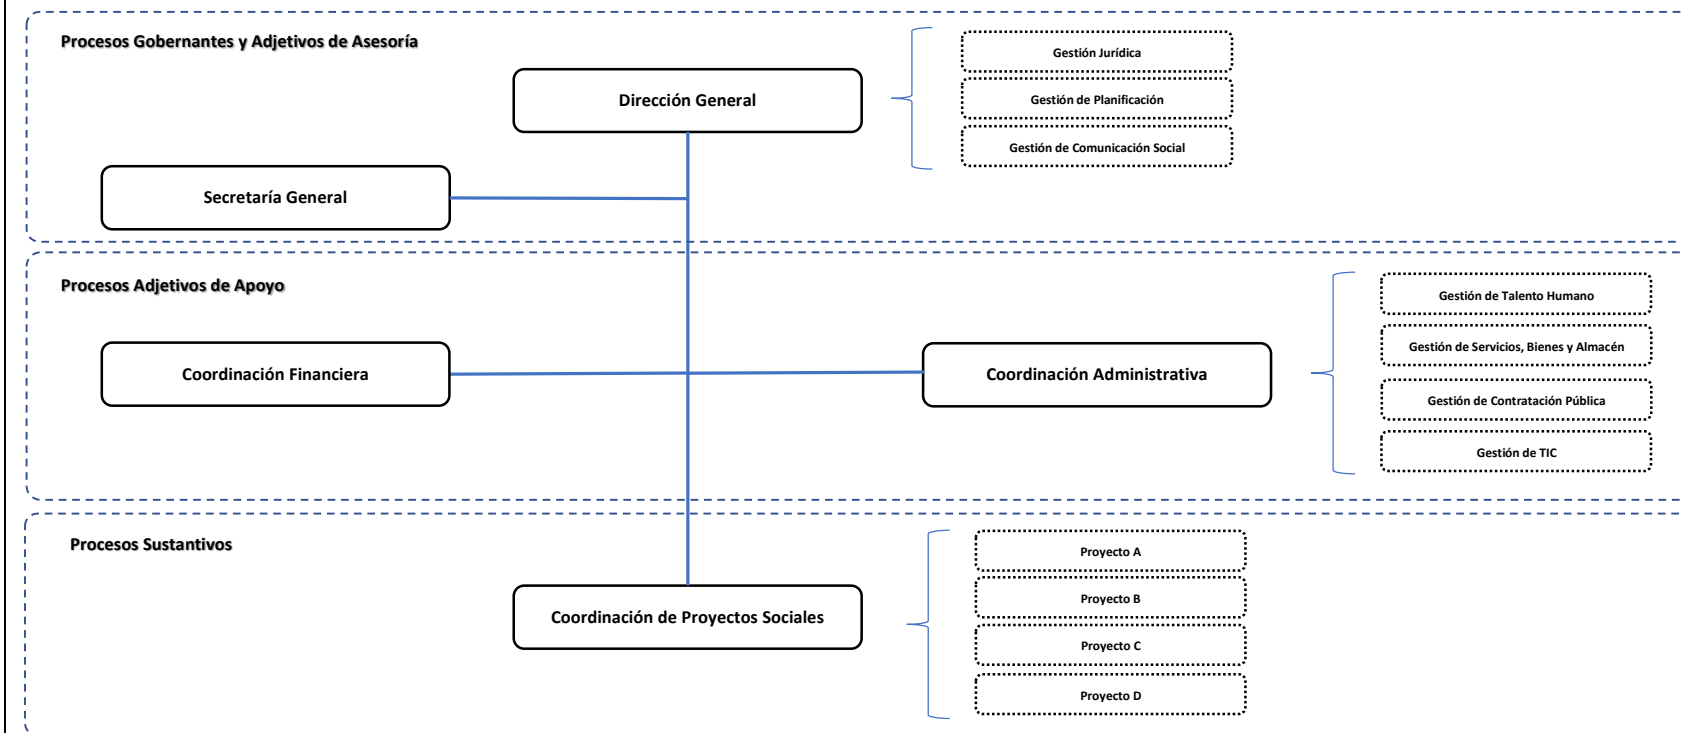 Procesos Gobernantes y Adjetivos de Asesoría
Dirección General
Gestión Jurídica
Gestión de Planificación
Gestión de Comunicación Social
Secretaría General
Procesos Adjetivos de Apoyo
Coordinación Financiera
Coordinación Administrativa
Gestión de Talento Humano
Gestión de Servicios, Bienes y Almacén
Gestión de Contratación Pública
Gestión de TIC
Procesos Sustantivos
Coordinación de Proyectos Sociales
Proyecto A
Proyecto B
Proyecto C
Proyecto D